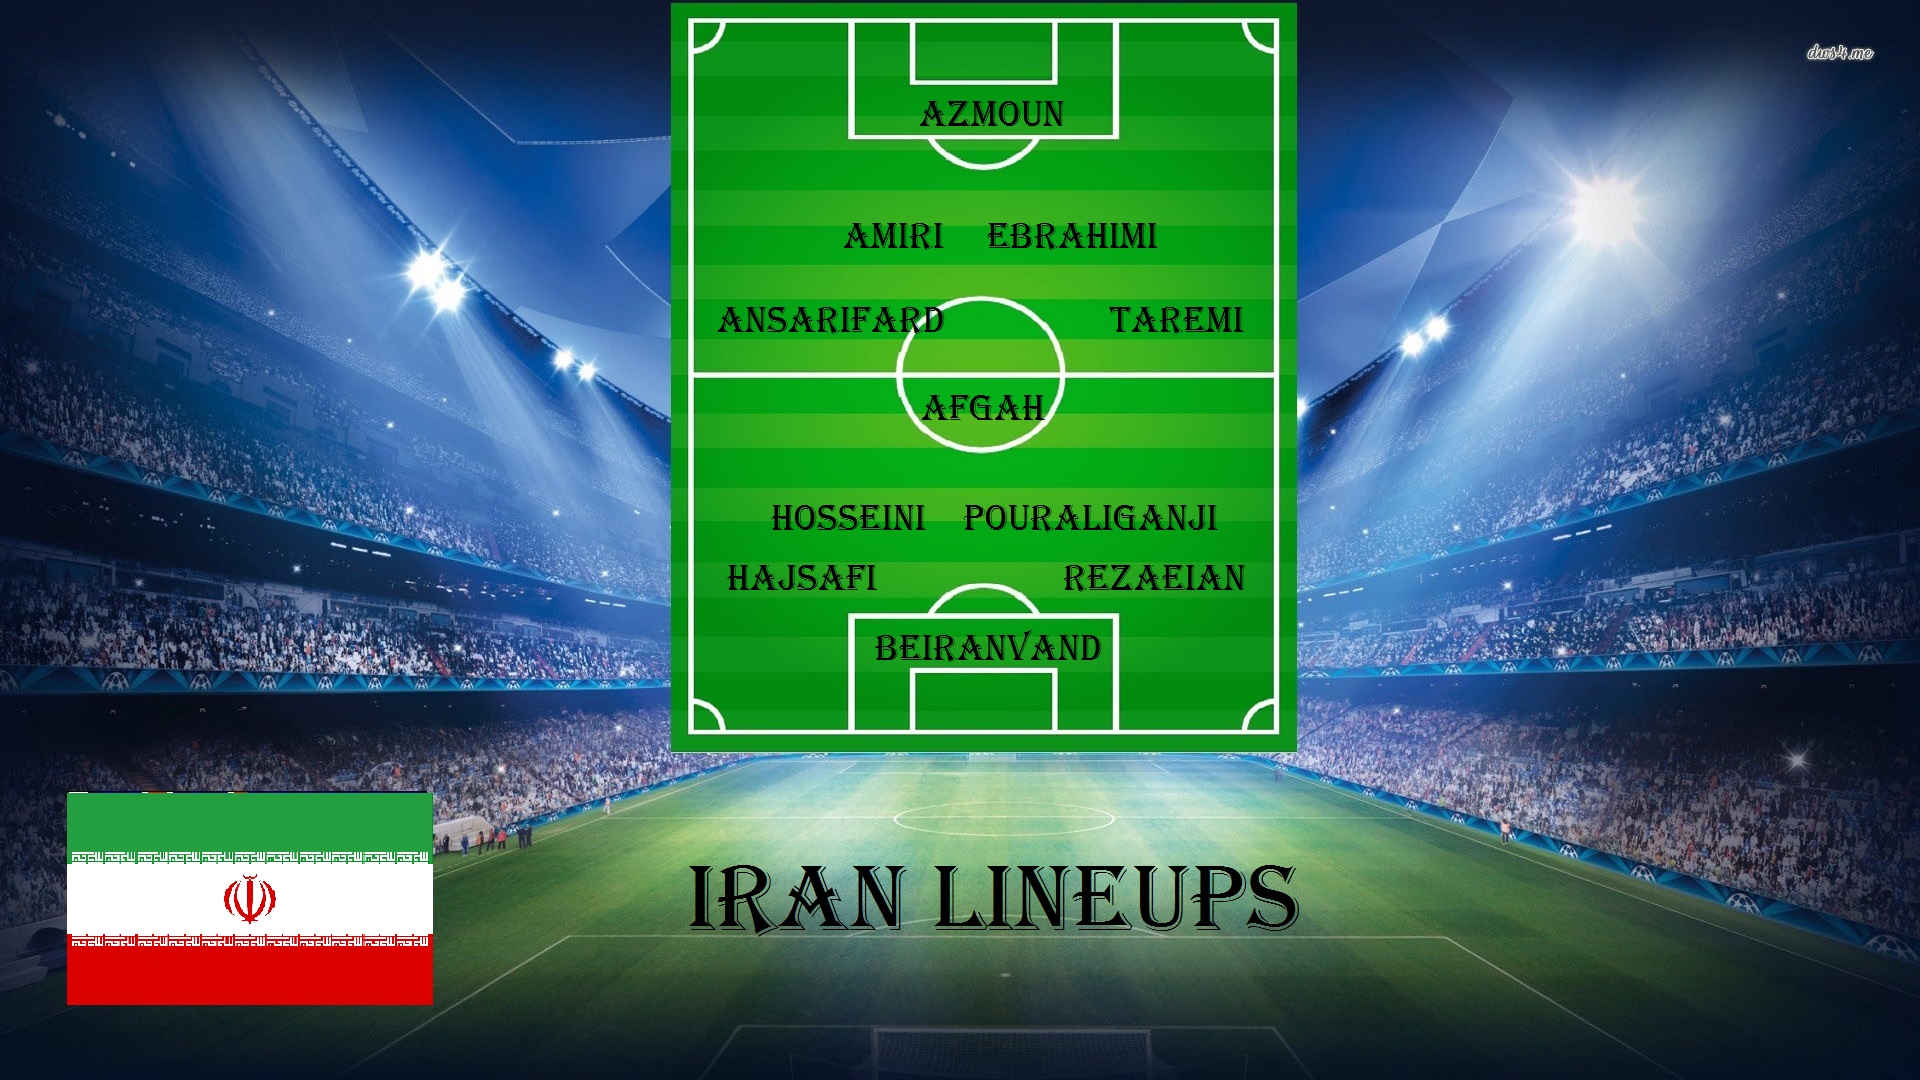 dws4.me
AZMOUN
AMIRI EBRAHIMI
ANSARIFARD TAREMI
AFGAH
HOSSEINI POURALIGANJI
HAJSAFI REZAEIAN
BEIRANVAND
IRAN LINEUPS